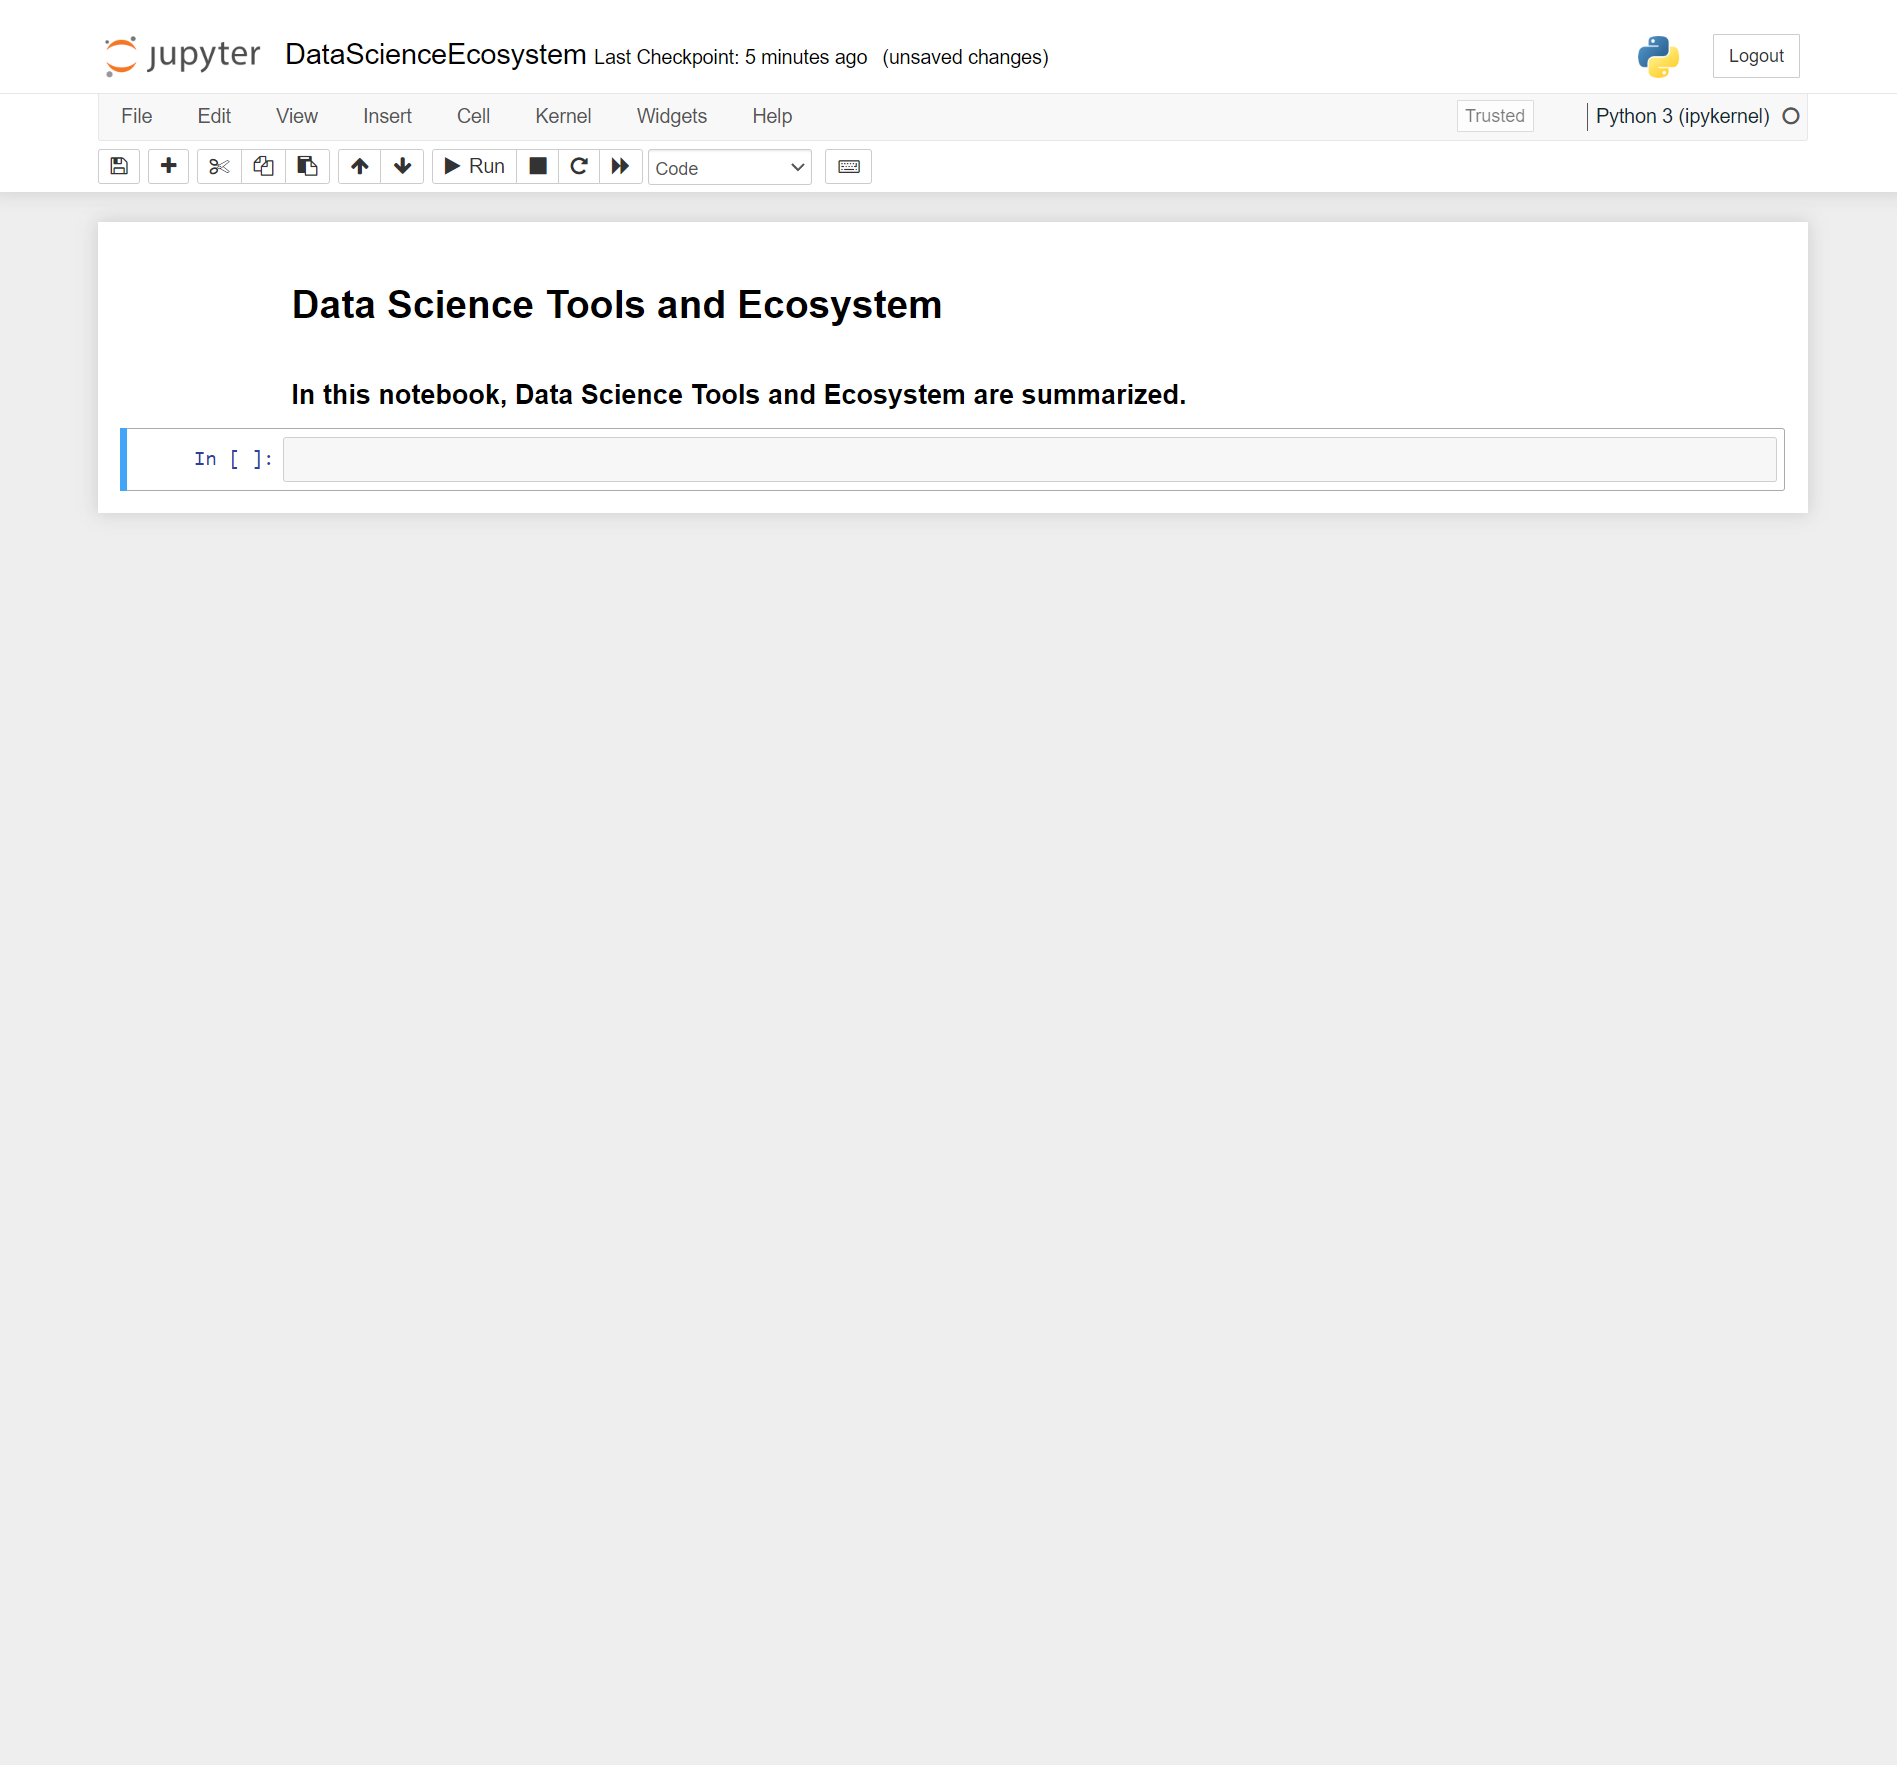 jupyter DataScienceEcosystem Last Checkpoint: 5 minutes ago (unsaved changes) Logout
File Edit View Insert Cell Kernel Widgets Help Trusted Python 3 (ipykernel)
Run Code
Data Science Tools and Ecosystem
In this notebook, Data Science Tools and Ecosystem are summarized.
In [ ]: